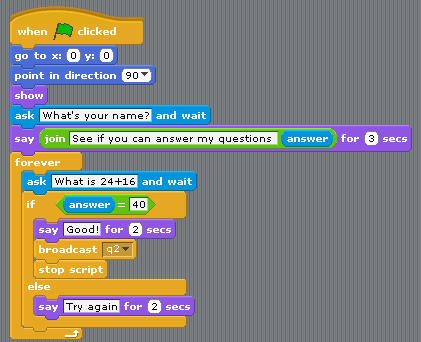 when clicked
go to x: 0 y: 0
point in direction 90
show
ask What's your name? and wait
say join See if you can answer my questions answer for 3 secs
forever
ask What is 24+16 and wait
if answer = 40
say Good! for 2 secs
broadcast q2
stop script
else
say Try again for 2 secs